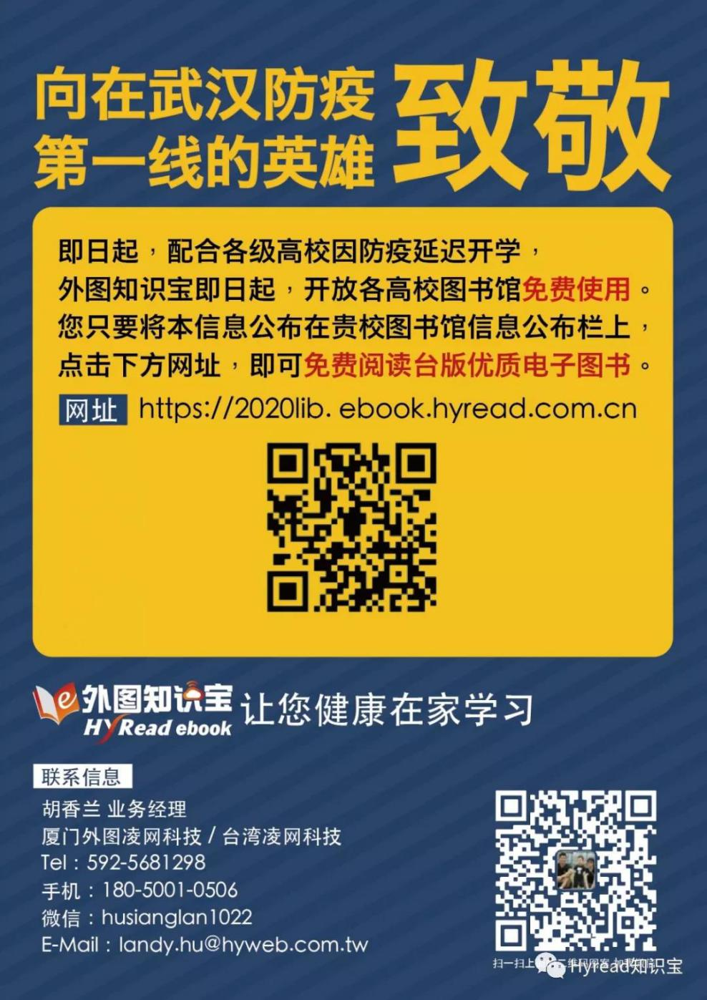 向在武汉防疫
第一线的英雄
致敬
即日起，配合各级高校因防疫延迟开学，
外图知识宝即日起，开放各高校图书馆免费使用。
您只要将本信息公布在贵校图书馆信息公布栏上，
点击下方网址，即可免费阅读台版优质电子图书。
网址 https://2020lib. ebook.hyread.com.cn
e 外图知识宝
HYRead ebook
让您健康在家学习
联系信息
胡香兰 业务经理
厦门外图凌网科技 / 台湾凌网科技
Tel : 592-5681298
手机 : 180-5001-0506
微信 : husianglan1022
E-Mail : landy.hu@hyweb.com.tw
扫一扫上 二维码图案
Hyread知识宝